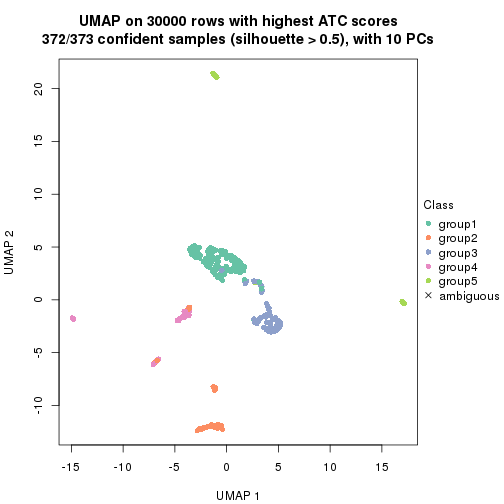 UMAP on 30000 rows with highest ATC scores
372/373 confident samples (silhouette > 0.5), with 10 PCs
20
15
10
5
0
-5
-10
UMAP 2
-15
-10
-5
0
5
10
15
UMAP 1
Class
group1
group2
group3
group4
group5
ambiguous